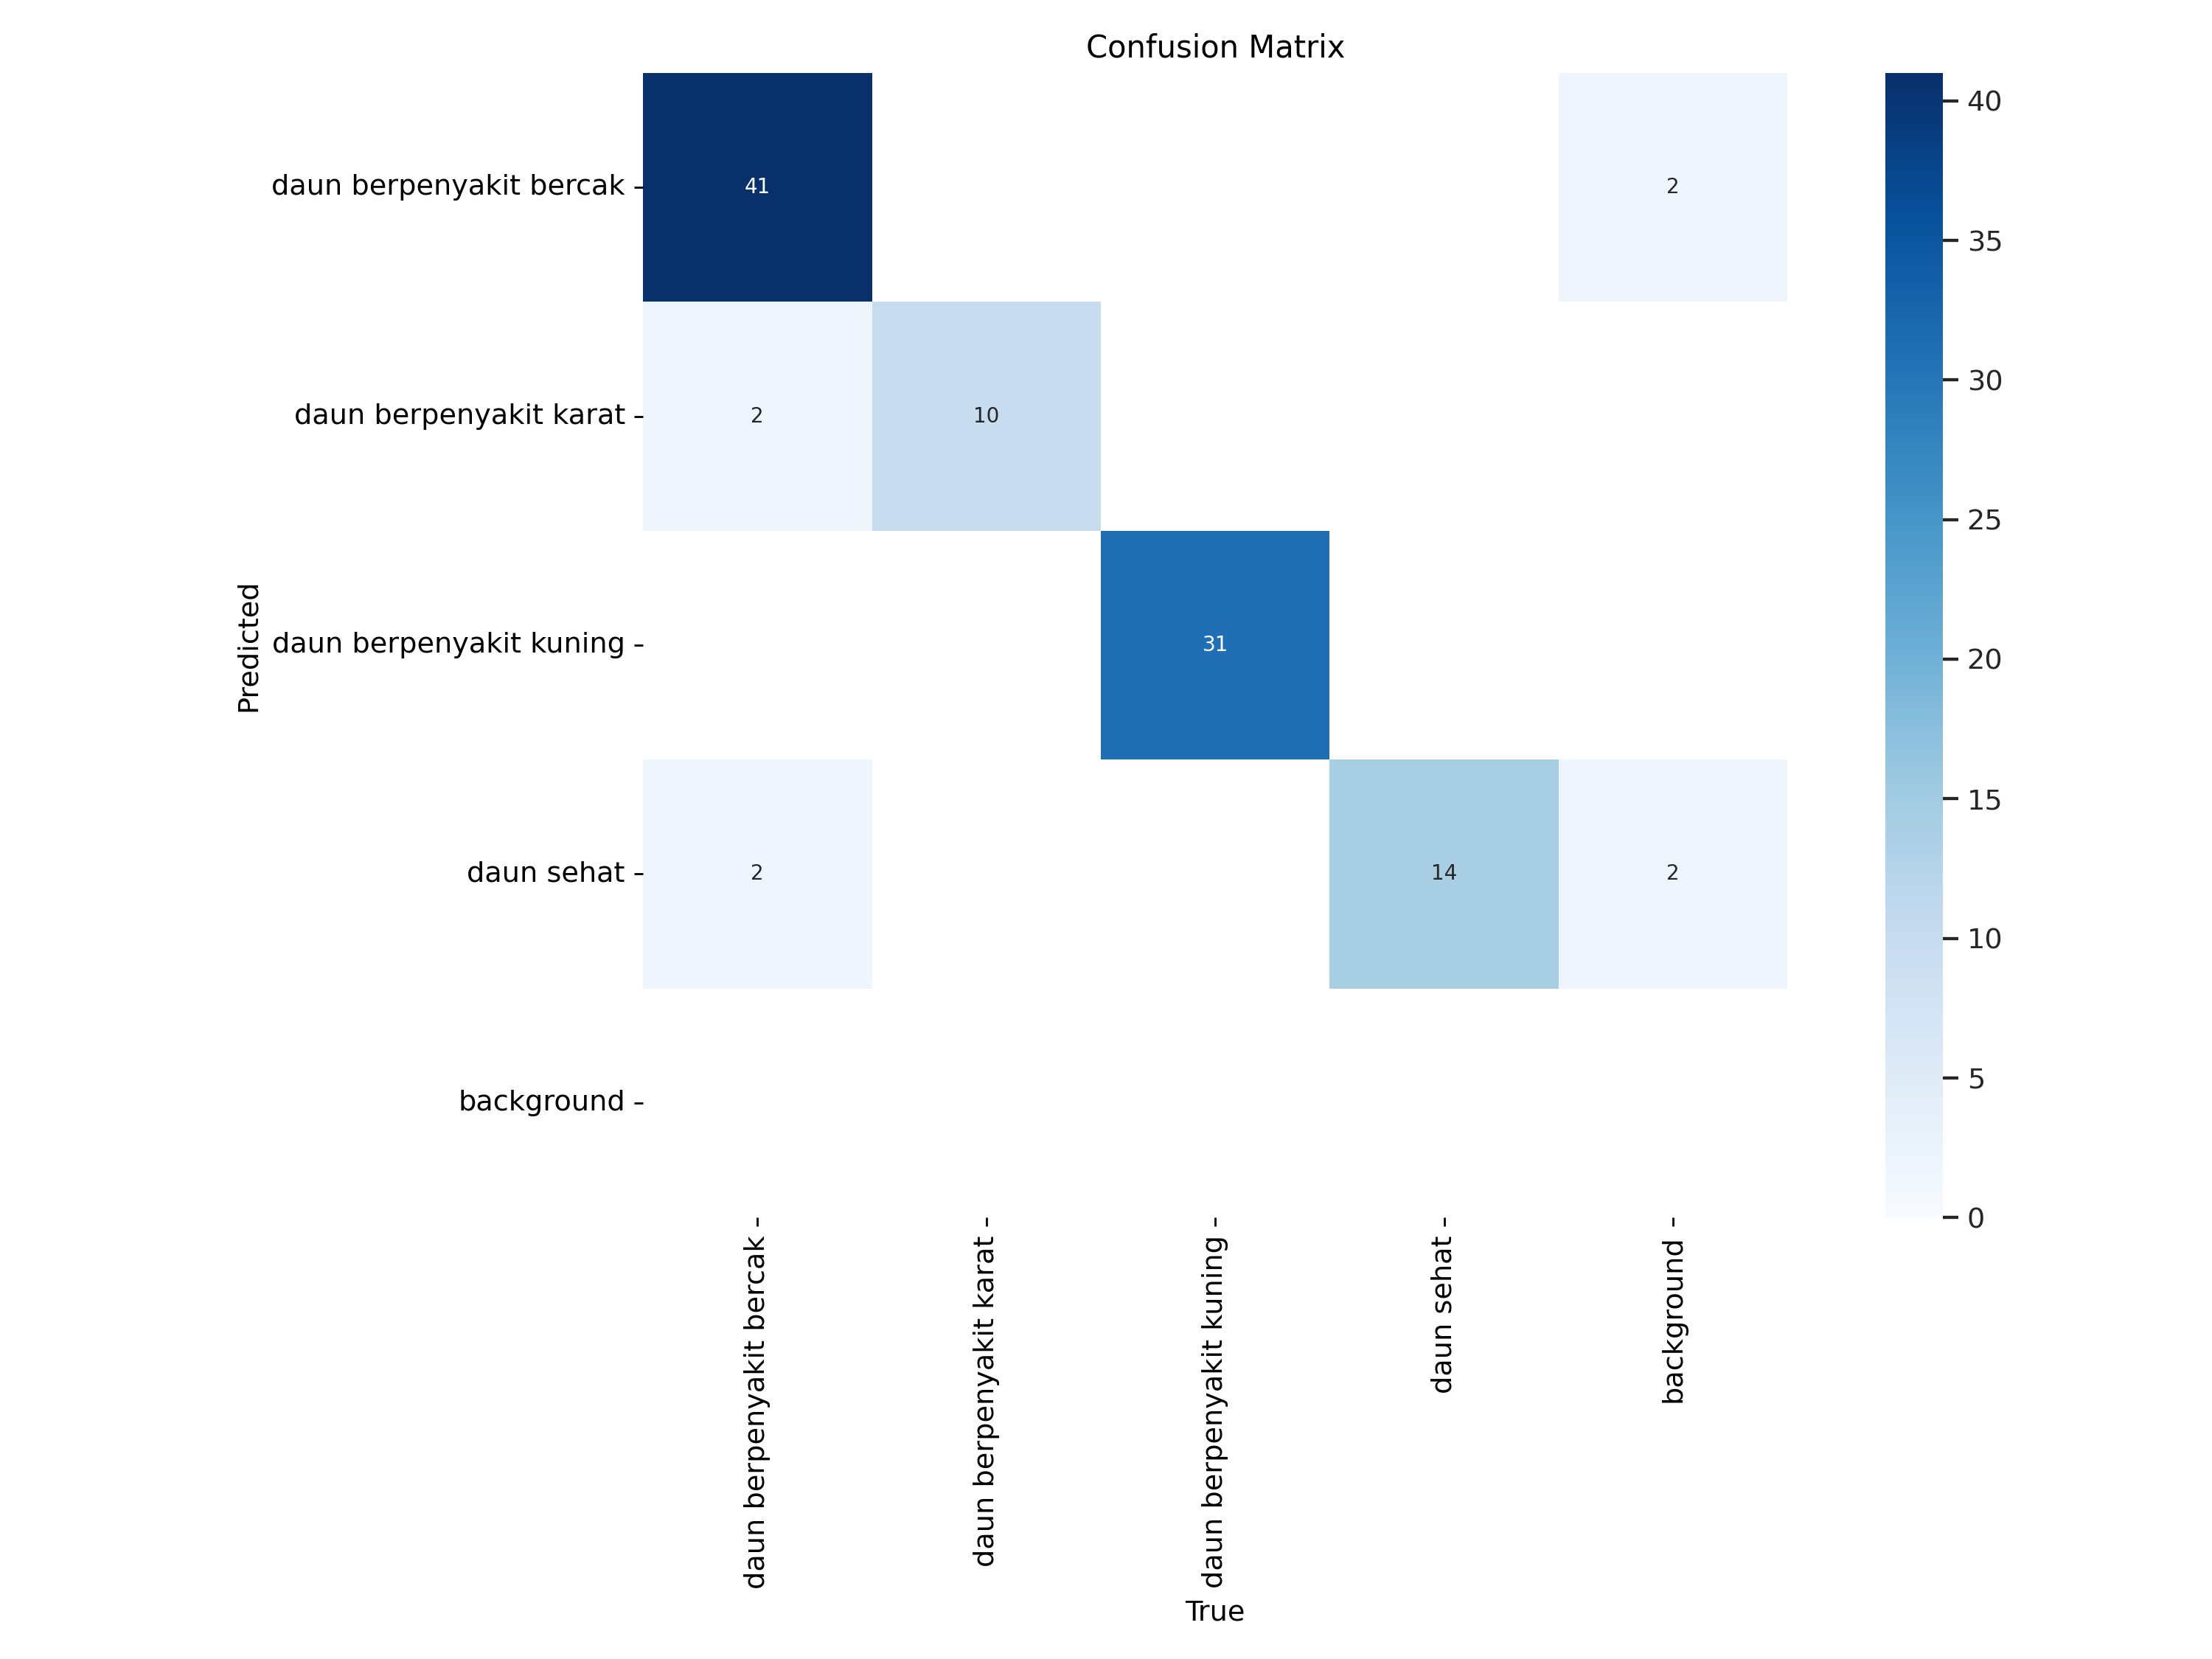 Confusion Matrix
daun berpenyakit bercak
41
2
40
35
30
25
20
15
10
5
0
daun berpenyakit karat
2
10
Predicted
daun berpenyakit kuning
31
daun sehat
2
14
2
background
daun berpenyakit bercak
daun berpenyakit karat
daun berpenyakit kuning
daun sehat
background
True